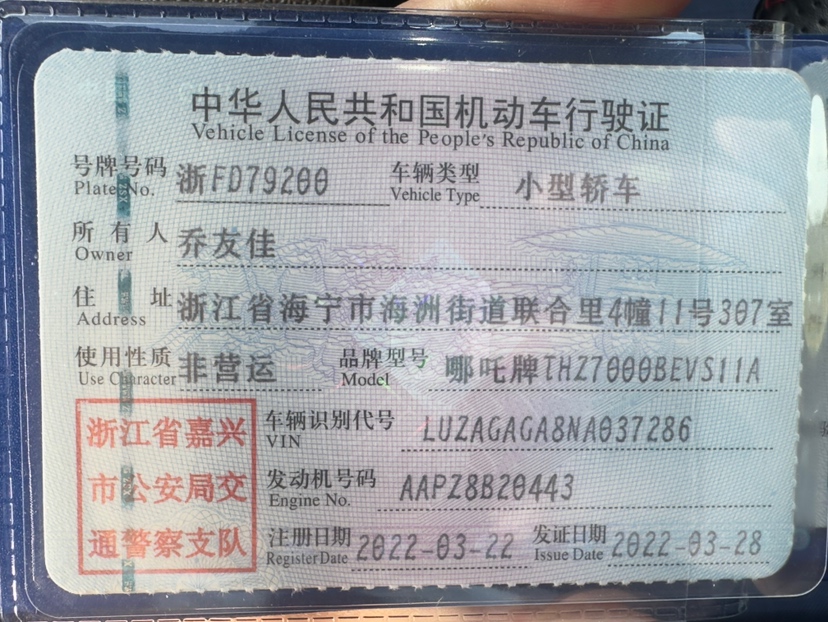 中华人民共和国机动车行驶证
Vehicle License of the People's Republic of China
号牌号码 浙FD79200 车辆类型 小型轿车
Plate No. Vehicle Type
所有人 乔友佳
Owner
住址 浙江省海宁市海洲街道联合里4幢11号307室
Address
使用性质 非营运 品牌型号 哪吒牌THZ7000BEVS11A
Use Character Model
浙江省嘉兴
市公安局交
通警察支队
车辆识别代号 LUZAGAGA8NA037286
VIN
发动机号码 AAPZ8B20443
Engine No.
注册日期 2022-03-22 发证日期 2022-03-28
Register Date Issue Date